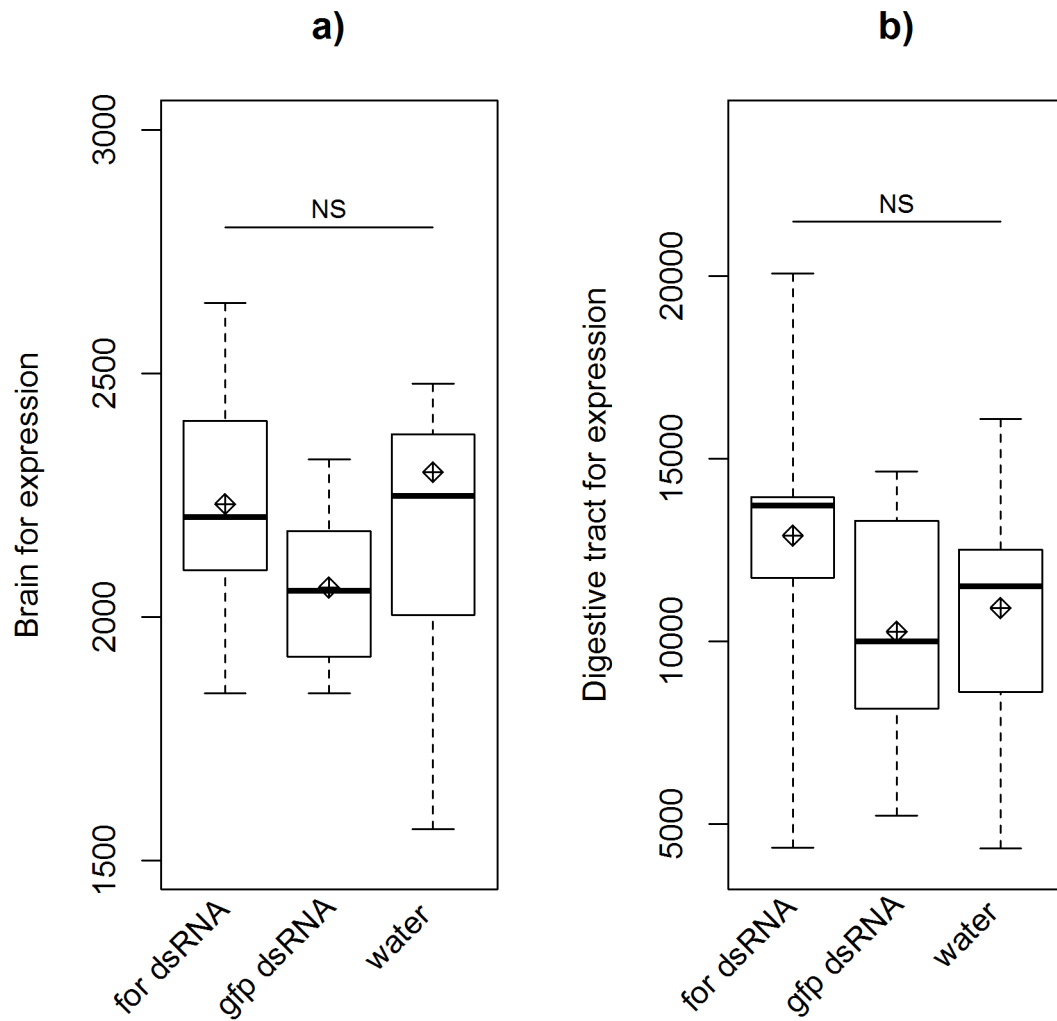 a)
Brain for expression
3000
2500
2000
1500
NS
for dsRNA
gfp dsRNA
water
b)
Digestive tract for expression
20000
15000
10000
5000
NS
for dsRNA
gfp dsRNA
water